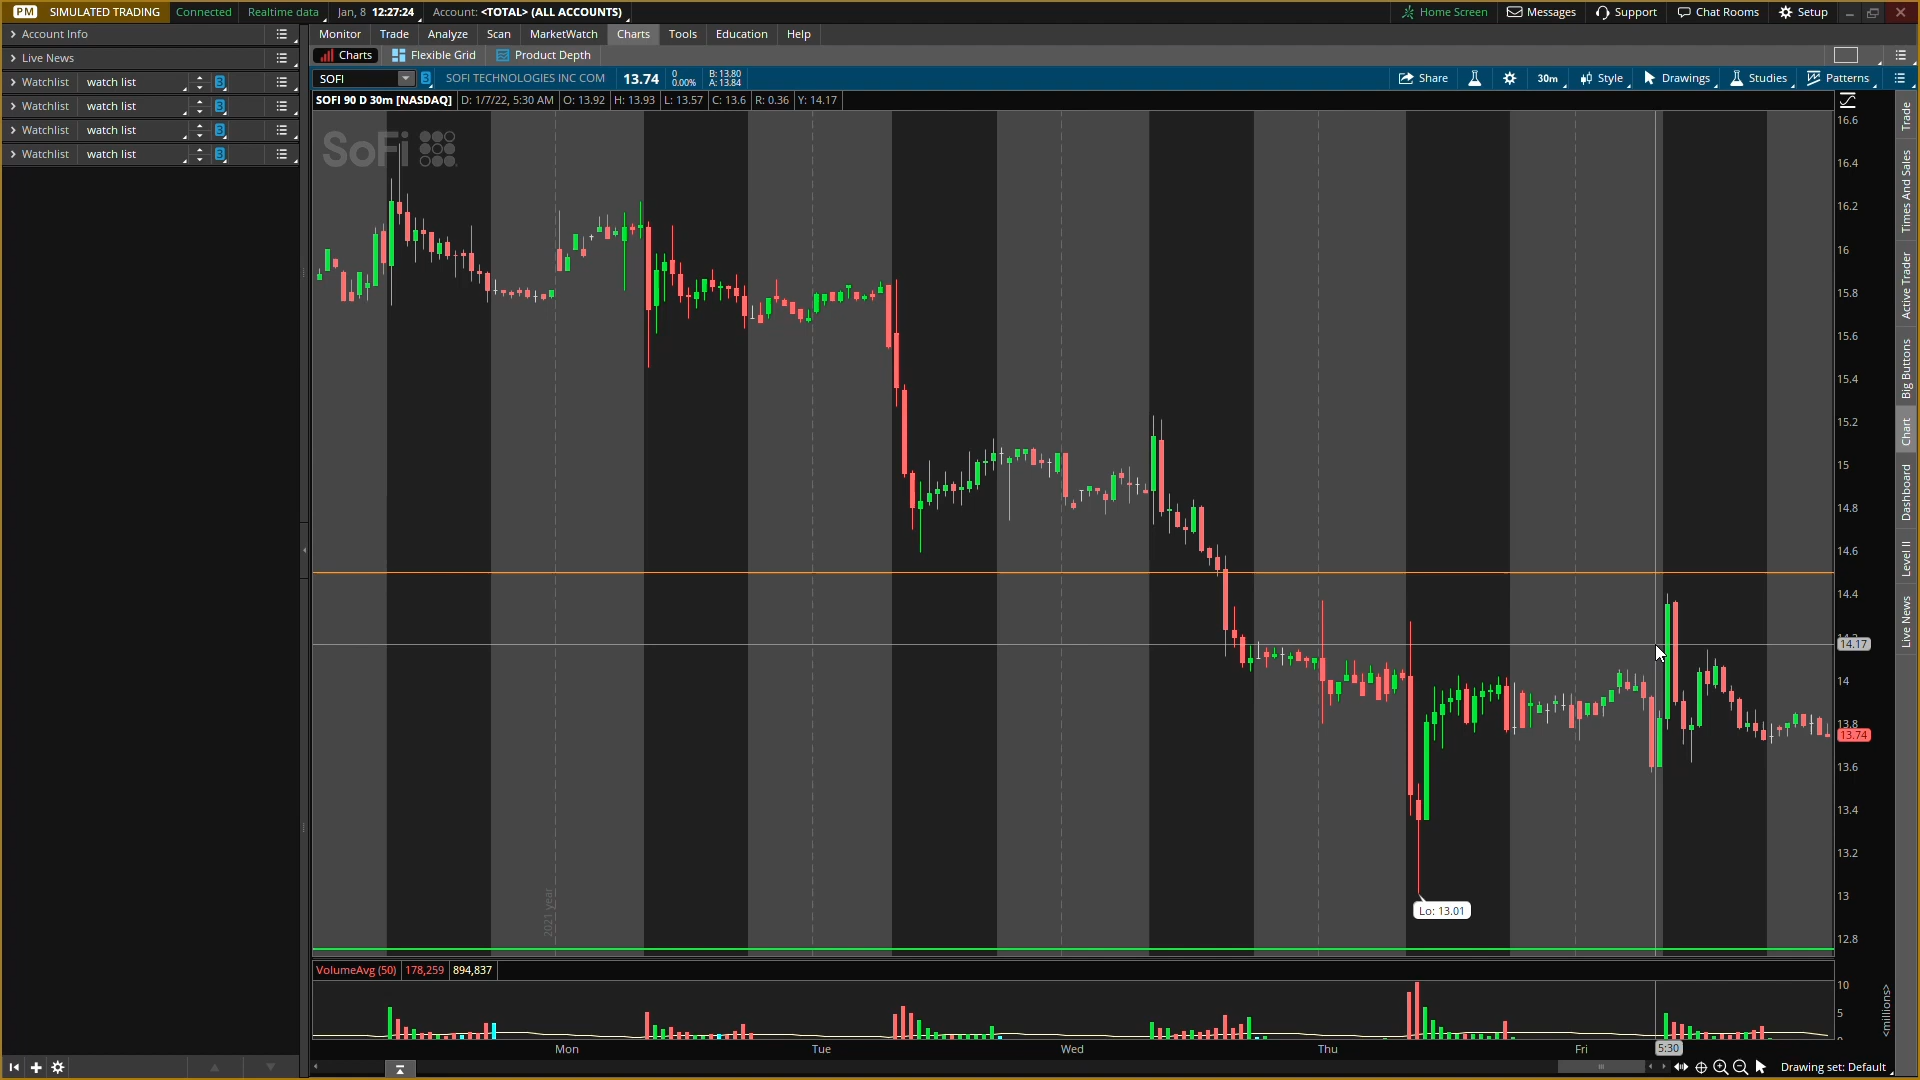 PM SIMULATED TRADING Connected Realtime data Jan, 8 12:27:24 Account: <TOTAL> (ALL ACCOUNTS) Home Screen Messages Support Chat Rooms Setup
Account Info
Live News
Watchlist watch list 3
Watchlist watch list 3
Watchlist watch list 3
Watchlist watch list 3
Monitor Trade Analyze Scan MarketWatch Charts Tools Education Help
Charts Flexible Grid Product Depth
SOFI 3 SOFI TECHNOLOGIES INC COM 13.74 0 0.00% B: 13.80 A: 13.84 Share 30m Style Drawings Studies Patterns
SOFI 90 D 30m [NASDAQ] D: 1/7/22, 5:30 AM O: 13.92 H: 13.93 L: 13.57 C: 13.6 R: 0.36 Y: 14.17
SoFi
16.6
16.4
16.2
16
15.8
15.6
15.4
15.2
15
14.8
14.6
14.4
14.17
14
13.8
13.74
13.6
13.4
13.2
13
12.8
Lo: 13.01
2021 year
VolumeAvg (50) 178,259 894,837
10
5
<millions>
Mon Tue Wed Thu Fri 5:30
Drawing set: Default
Trade
Times And Sales
Active Trader
Big Buttons
Chart
Dashboard
Level II
Live News